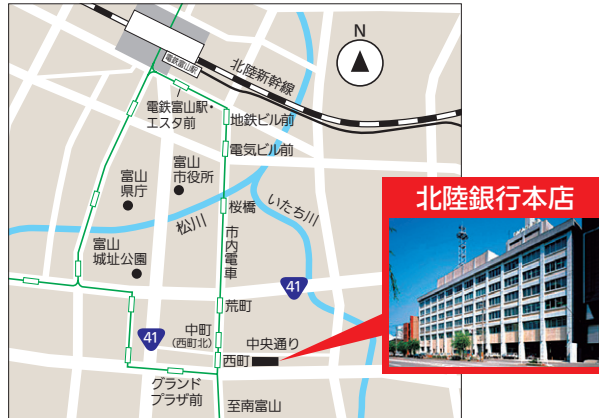 N
北陸新幹線
電鉄富山駅
電鉄富山駅・
エスタ前
地鉄ビル前
電気ビル前
富山
県庁
富山
市役所
桜橋
いたち川
松川
市内電車
富山
城址公園
41
荒町
41
中町
(西町北)
中央通り
西町
グランド
プラザ前
至南富山
北陸銀行本店